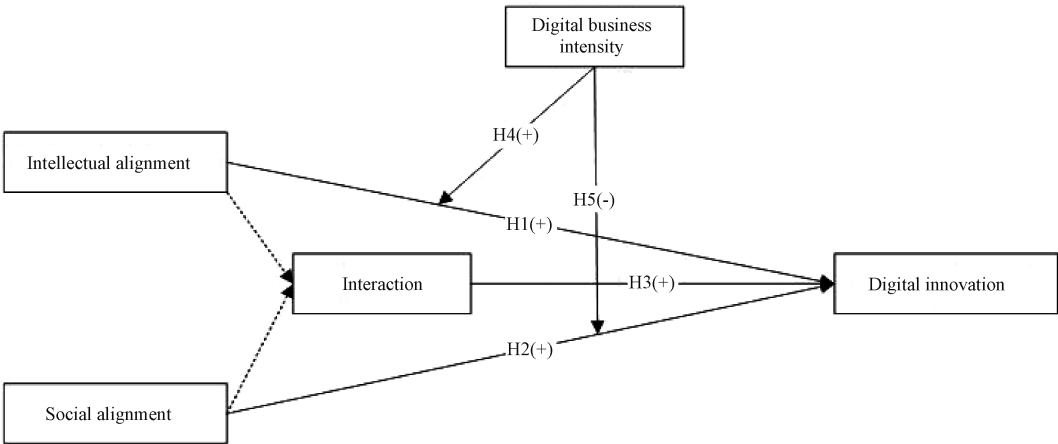 Digital business
intensity
H4(+)
Intellectual alignment
H5(-)
H1(+)
Interaction
H3(+)
Digital innovation
H2(+)
Social alignment